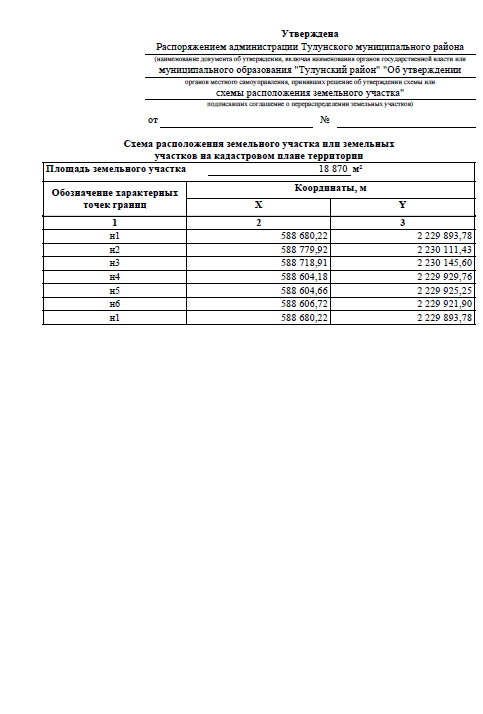 Утверждена
Распоряжением администрации Тулунского муниципального района
(наименование документа об утверждении, включая наименования органов государственной власти или
муниципального образования "Тулунский район" "Об утверждении
органов местного самоуправления, принявших решение об утверждении схемы или
схемы расположения земельного участка"
подписавших соглашение о перераспределении земельных участков)
от №
Схема расположения земельного участка или земельных
участков на кадастровом плане территории
Площадь земельного участка 18 870 м²
Обозначение характерных точек границ Координаты, м
X Y
1 2 3
н1 588 680,22 2 229 893,78
н2 588 779,92 2 230 111,43
н3 588 718,91 2 230 145,60
н4 588 604,18 2 229 929,76
н5 588 604,66 2 229 925,25
н6 588 606,72 2 229 921,90
н1 588 680,22 2 229 893,78